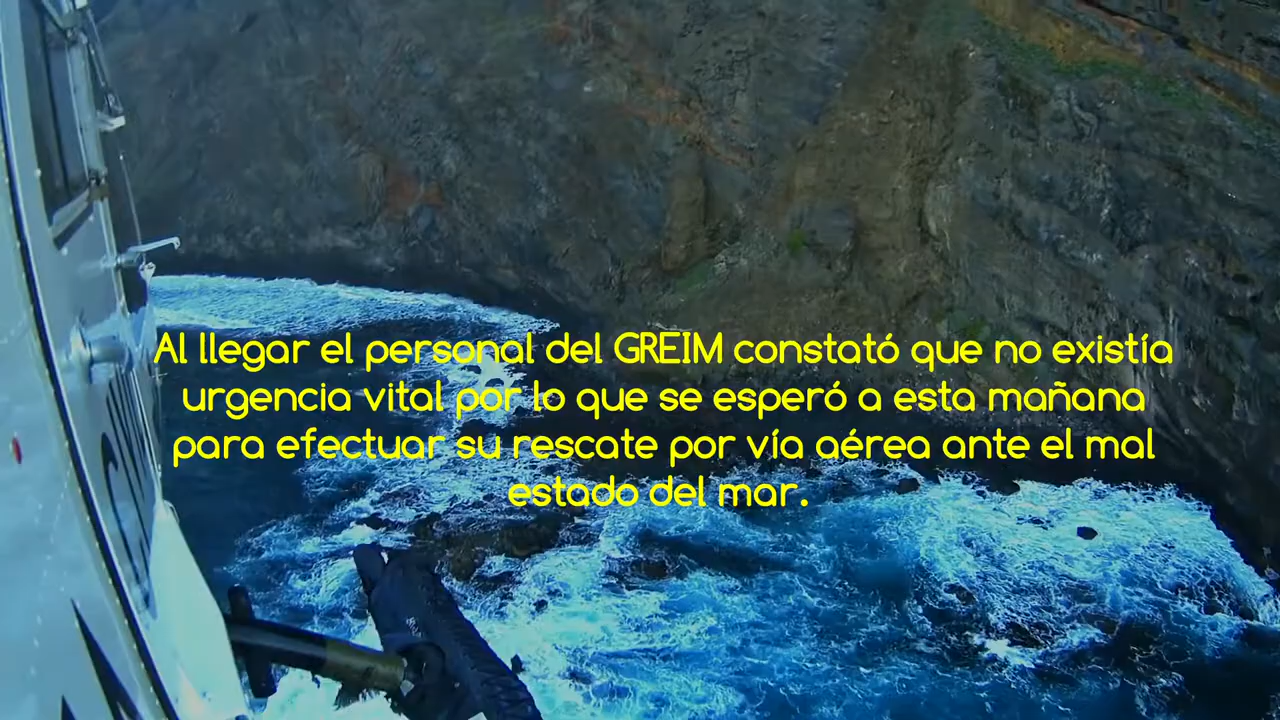 Al llegar el personal del GREIM constató que no existía
urgencia vital por lo que se esperó a esta mañana
para efectuar su rescate por vía aérea ante el mal
estado del mar.